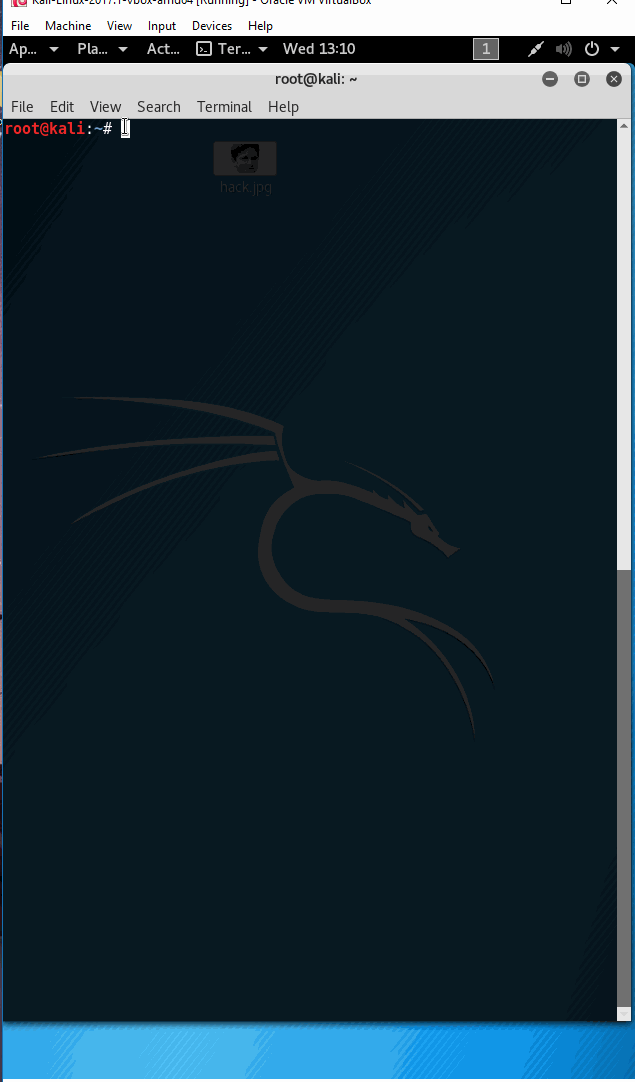 Kali-Linux-2017.1-vbox-amd64 [Running] - Oracle VM VirtualBox
File Machine View Input Devices Help
Ap... Pla... Act... Ter... Wed 13:10 1
root@kali: ~
File Edit View Search Terminal Help
root@kali:~#
hack.jpg